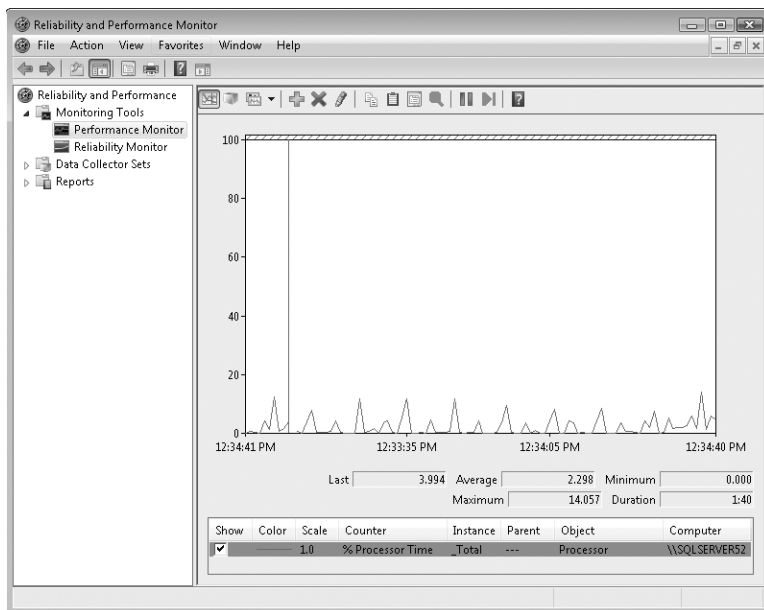 Reliability and Performance Monitor
File Action View Favorites Window Help
Reliability and Performance
Monitoring Tools
Performance Monitor
Reliability Monitor
Data Collector Sets
Reports
100
80
60
40
20
0
12:34:41 PM 12:33:35 PM 12:34:05 PM 12:34:40 PM
Last 3.994 Average 2.298 Minimum 0.000
Maximum 14.057 Duration 1:40
Show Color Scale Counter Instance Parent Object Computer
1.0 % Processor Time _Total --- Processor \\SQLSERVER52